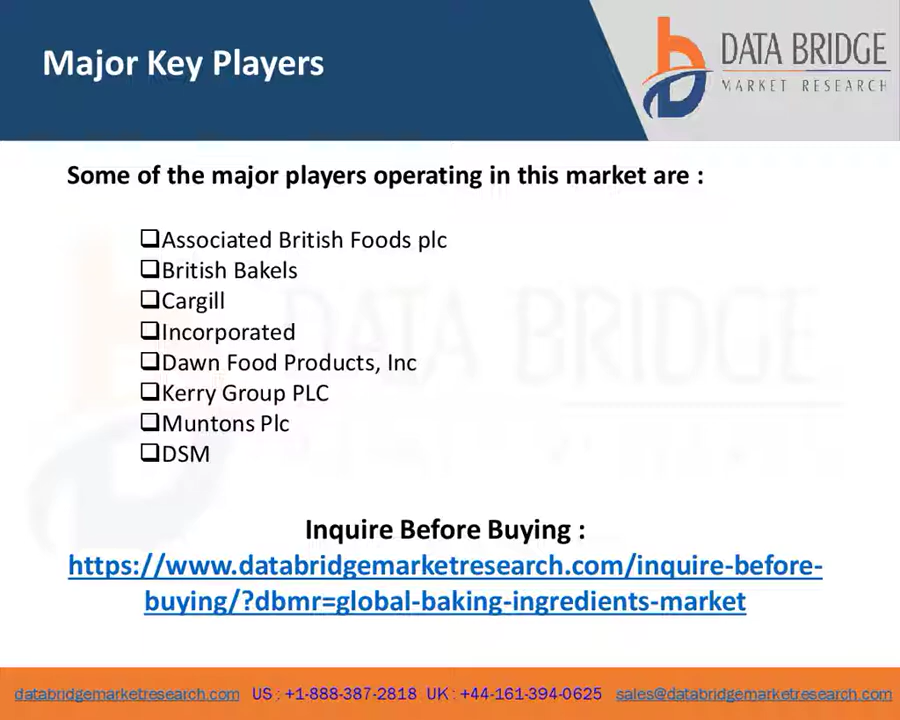 Major Key Players
DATA BRIDGE
MARKET RESEARCH
Some of the major players operating in this market are :
❑Associated British Foods plc
❑British Bakels
❑Cargill
❑Incorporated
❑Dawn Food Products, Inc
❑Kerry Group PLC
❑Muntons Plc
❑DSM
DATA BRIDGE
Inquire Before Buying :
https://www.databridgemarketresearch.com/inquire-before-
buying/?dbmr=global-baking-ingredients-market
databridgemarketresearch.com US : +1-888-387-2818 UK : +44-161-394-0625 sales@databridgemarketresearch.com